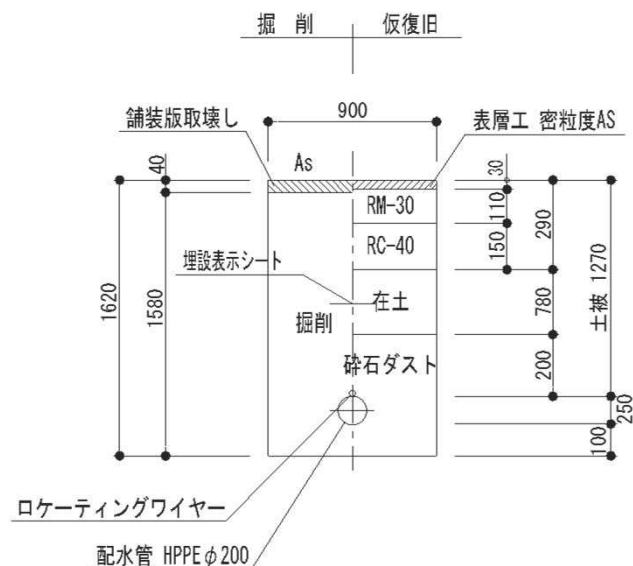 掘 削 仮復旧
舗装版取壊し
900
表層工 密粒度AS
As
40
30
RM-30
110
290
RC-40
150
埋設表示シート
1620
1580
掘削
在土
780
土被 1270
砕石ダスト
200
250
100
ロケーティングワイヤー
配水管 HPPEφ200